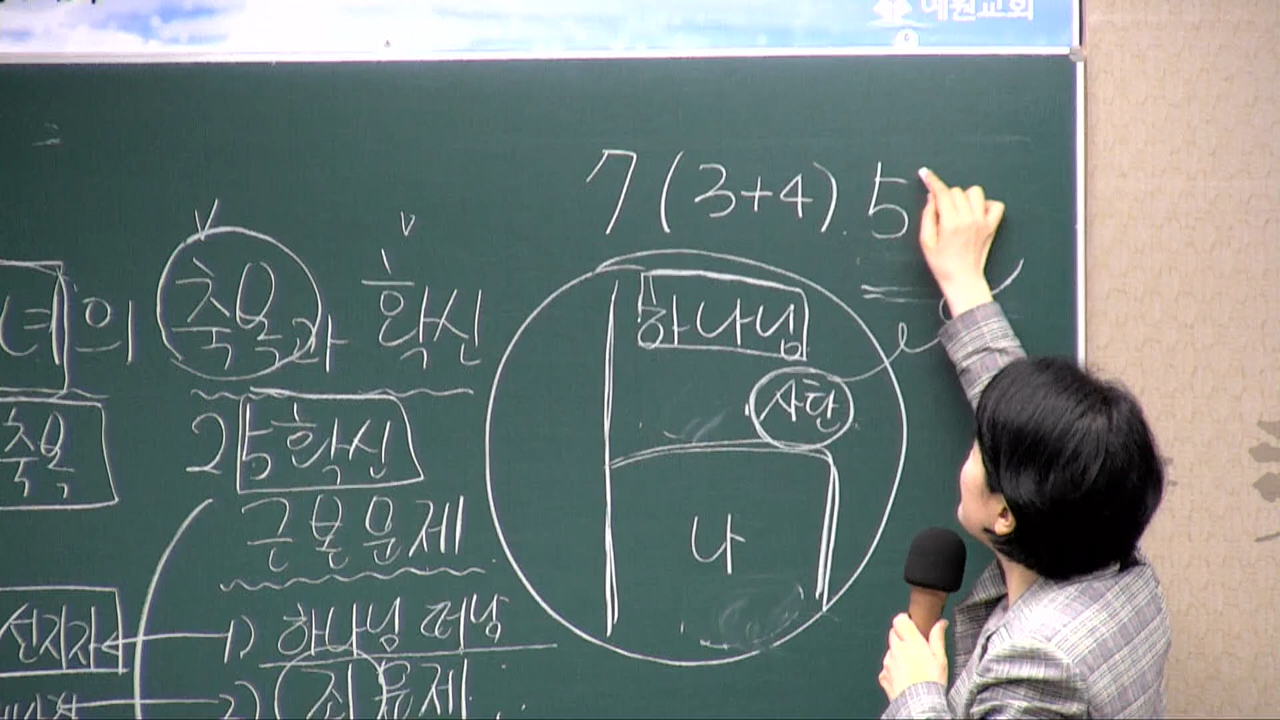 예원교회
7 (3+4). 5
녀의 축복과 확신
하나님
사단
축복
25 확신
근본문제
나
선지자
1) 하나님 떠남
2) (죄문제